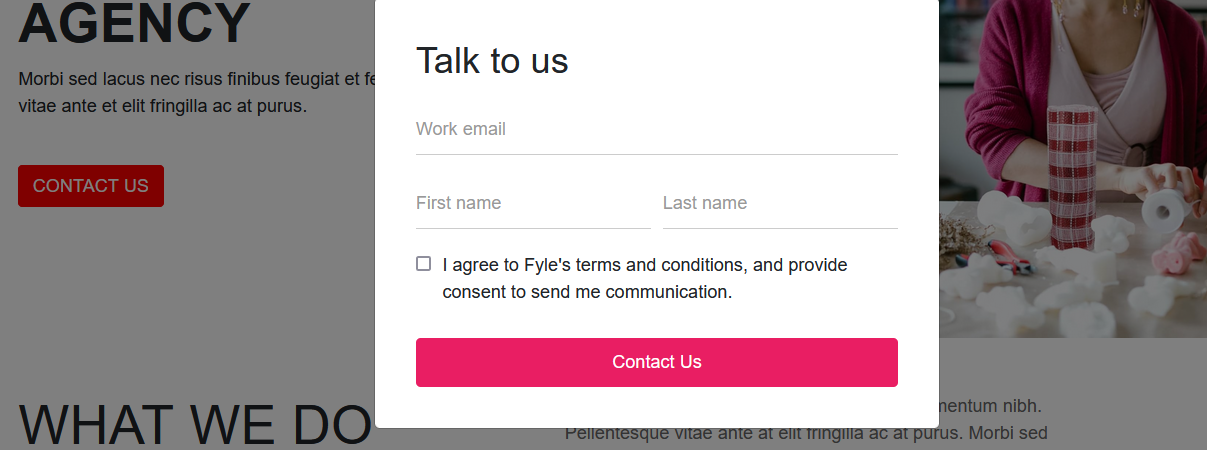 AGENCY
Morbi sed lacus nec risus finibus feugiat et fe
vitae ante et elit fringilla ac at purus.
CONTACT US
Talk to us
Work email
First name
Last name
I agree to Fyle's terms and conditions, and provide
consent to send me communication.
Contact Us
WHAT WE DO
mentum nibh.
Pellentesque vitae ante at elit fringilla ac at purus. Morbi sed